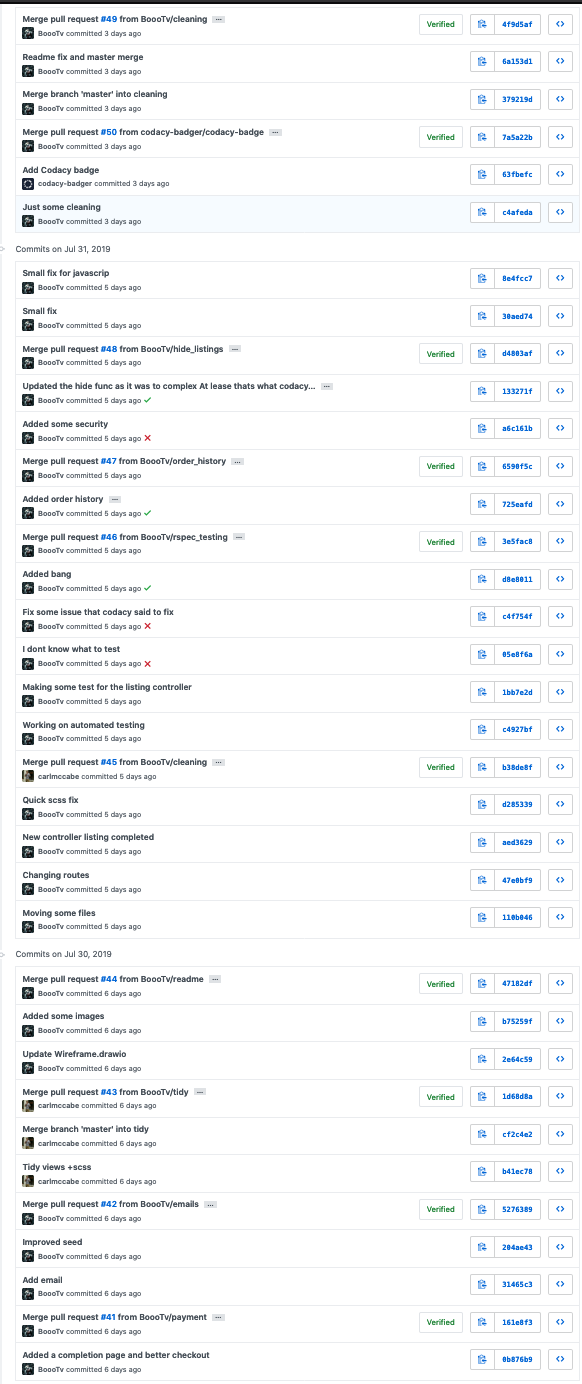 Merge pull request #49 from BoooTv/cleaning ...
BoooTv committed 3 days ago
Verified
4f9d5af
Readme fix and master merge
BoooTv committed 3 days ago
6a153d1
Merge branch 'master' into cleaning
BoooTv committed 3 days ago
379219d
Merge pull request #50 from codacy-badger/codacy-badge ...
BoooTv committed 3 days ago
Verified
7a5a22b
Add Codacy badge
codacy-badger committed 3 days ago
63fbefc
Just some cleaning
BoooTv committed 3 days ago
c4afeda
Commits on Jul 31, 2019
Small fix for javascrip
BoooTv committed 5 days ago
8e4fcc7
Small fix
BoooTv committed 5 days ago
30aed74
Merge pull request #48 from BoooTv/hide_listings ...
BoooTv committed 5 days ago
Verified
d4803af
Updated the hide func as it was to complex At lease thats what codacy... ...
BoooTv committed 5 days ago ✓
133271f
Added some security
BoooTv committed 5 days ago ✕
a6c161b
Merge pull request #47 from BoooTv/order_history ...
BoooTv committed 5 days ago
Verified
6590f5c
Added order history ...
BoooTv committed 5 days ago ✓
725eafd
Merge pull request #46 from BoooTv/rspec_testing ...
BoooTv committed 5 days ago
Verified
3e5fac8
Added bang
BoooTv committed 5 days ago ✓
d8e8011
Fix some issue that codacy said to fix
BoooTv committed 5 days ago ✕
c4f754f
I dont know what to test
BoooTv committed 5 days ago ✕
05e8f6a
Making some test for the listing controller
BoooTv committed 5 days ago
1bb7e2d
Working on automated testing
BoooTv committed 5 days ago
c4927bf
Merge pull request #45 from BoooTv/cleaning ...
carlmccabe committed 5 days ago
Verified
b38de8f
Quick scss fix
BoooTv committed 5 days ago
d285339
New controller listing completed
BoooTv committed 5 days ago
aed3629
Changing routes
BoooTv committed 5 days ago
47e0bf9
Moving some files
BoooTv committed 5 days ago
110b046
Commits on Jul 30, 2019
Merge pull request #44 from BoooTv/readme ...
BoooTv committed 6 days ago
Verified
47182df
Added some images
BoooTv committed 6 days ago
b75259f
Update Wireframe.drawio
BoooTv committed 6 days ago
2e64c59
Merge pull request #43 from BoooTv/tidy ...
carlmccabe committed 6 days ago
Verified
1d68d8a
Merge branch 'master' into tidy
carlmccabe committed 6 days ago
cf2c4e2
Tidy views +scss
carlmccabe committed 6 days ago
b41ec78
Merge pull request #42 from BoooTv/emails ...
BoooTv committed 6 days ago
Verified
5276389
Improved seed
BoooTv committed 6 days ago
204ae43
Add email
BoooTv committed 6 days ago
31465c3
Merge pull request #41 from BoooTv/payment ...
BoooTv committed 6 days ago
Verified
161e8f3
Added a completion page and better checkout
BoooTv committed 6 days ago
0b876b9